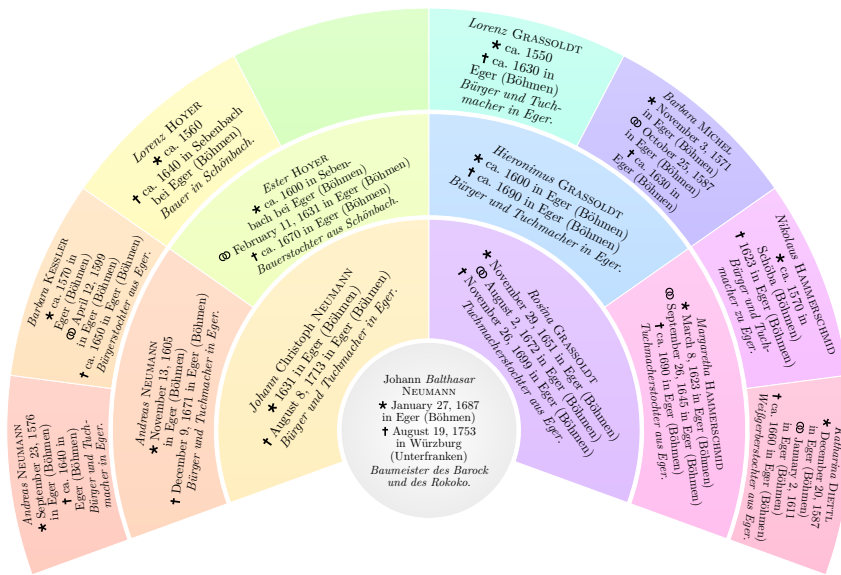 Johann Balthasar
NEUMANN
* January 27, 1687
in Eger (Böhmen)
† August 19, 1753
in Würzburg
(Unterfranken)
Baumeister des Barock
und des Rokoko.
Johann Christoph NEUMANN
* 1631 in Eger (Böhmen)
† August 8, 1713 in Eger (Böhmen)
Bürger und Tuchmacher in Eger.
Rosina GRASSOLDT
* November 29, 1651 in Eger (Böhmen)
⚭ August 2, 1672 in Eger (Böhmen)
† November 26, 1699 in Eger (Böhmen)
Tuchmacherstochter aus Eger.
Andreas NEUMANN
* November 13, 1605
in Eger (Böhmen)
† December 9, 1671 in Eger (Böhmen)
Bürger und Tuchmacher in Eger.
Ester HOYER
* ca. 1600 in Seben-
bach bei Eger (Böhmen)
⚭ February 11, 1631 in Eger (Böhmen)
† ca. 1670 in Eger (Böhmen)
Bauerstochter aus Schönbach.
Hieronimus GRASSOLDT
* ca. 1600 in Eger (Böhmen)
† ca. 1690 in Eger (Böhmen)
Bürger und Tuchmacher in Eger.
Margaretha HAMMERSCHMID
* March 8, 1623 in Eger (Böhmen)
⚭ September 26, 1645 in Eger (Böhmen)
† ca. 1690 in Eger (Böhmen)
Tuchmacherstochter aus Eger.
Andreas NEUMANN
* September 23, 1576
in Eger (Böhmen)
† ca. 1640 in
Eger (Böhmen)
Bürger und Tuch-
macher in Eger.
Barbara KESSLER
* ca. 1570 in
Eger (Böhmen)
⚭ April 12, 1599
in Eger (Böhmen)
† ca. 1650 in Eger (Böhmen)
Bürgerstochter aus Eger.
Lorenz HOYER
* ca. 1560
† ca. 1640 in Sebenbach
bei Eger (Böhmen)
Bauer in Schönbach.
Lorenz GRASSOLDT
* ca. 1550
† ca. 1630 in
Eger (Böhmen)
Bürger und Tuch-
macher in Eger.
Barbara MICHEL
* November 3, 1571
in Eger (Böhmen)
⚭ October 25, 1587
in Eger (Böhmen)
† ca. 1630 in
Eger (Böhmen)
Nikolaus HAMMERSCHMID
* ca. 1570 in
Schöba (Böhmen)
† 1623 in Eger (Böhmen)
Bürger und Tuch-
macher zu Eger.
Katharina DIETTL
* December 20, 1587
in Eger (Böhmen)
⚭ January 2, 1611
in Eger (Böhmen)
† ca. 1660 in Eger (Böhmen)
Weißgerberstochter aus Eger.